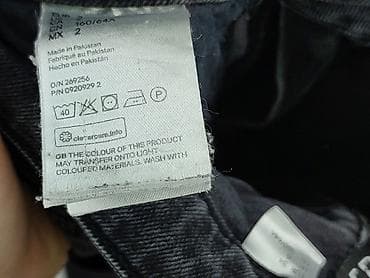 160/64A
MX 2
Made in Pakistan
Fabriqué au Pakistan
Hecho en Pakistán
O/N 269256
P/N 0920929 2
40
P
clevercare.info
GB THE COLOUR OF THIS PRODUCT
MAY TRANSFER ONTO LIGHT
COLOURED MATERIALS. WASH WITH